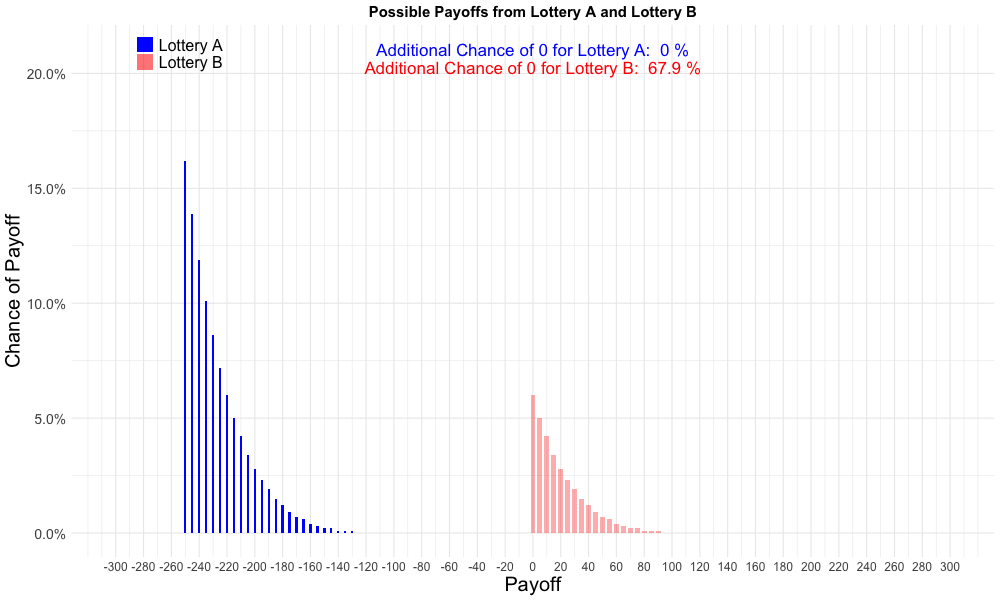 Possible Payoffs from Lottery A and Lottery B
Lottery A
Lottery B
Additional Chance of 0 for Lottery A:  0 %
Additional Chance of 0 for Lottery B:  67.9 %
Chance of Payoff
20.0%
15.0%
10.0%
5.0%
0.0%
-300 -280 -260 -240 -220 -200 -180 -160 -140 -120 -100 -80 -60 -40 -20 0 20 40 60 80 100 120 140 160 180 200 220 240 260 280 300
Payoff